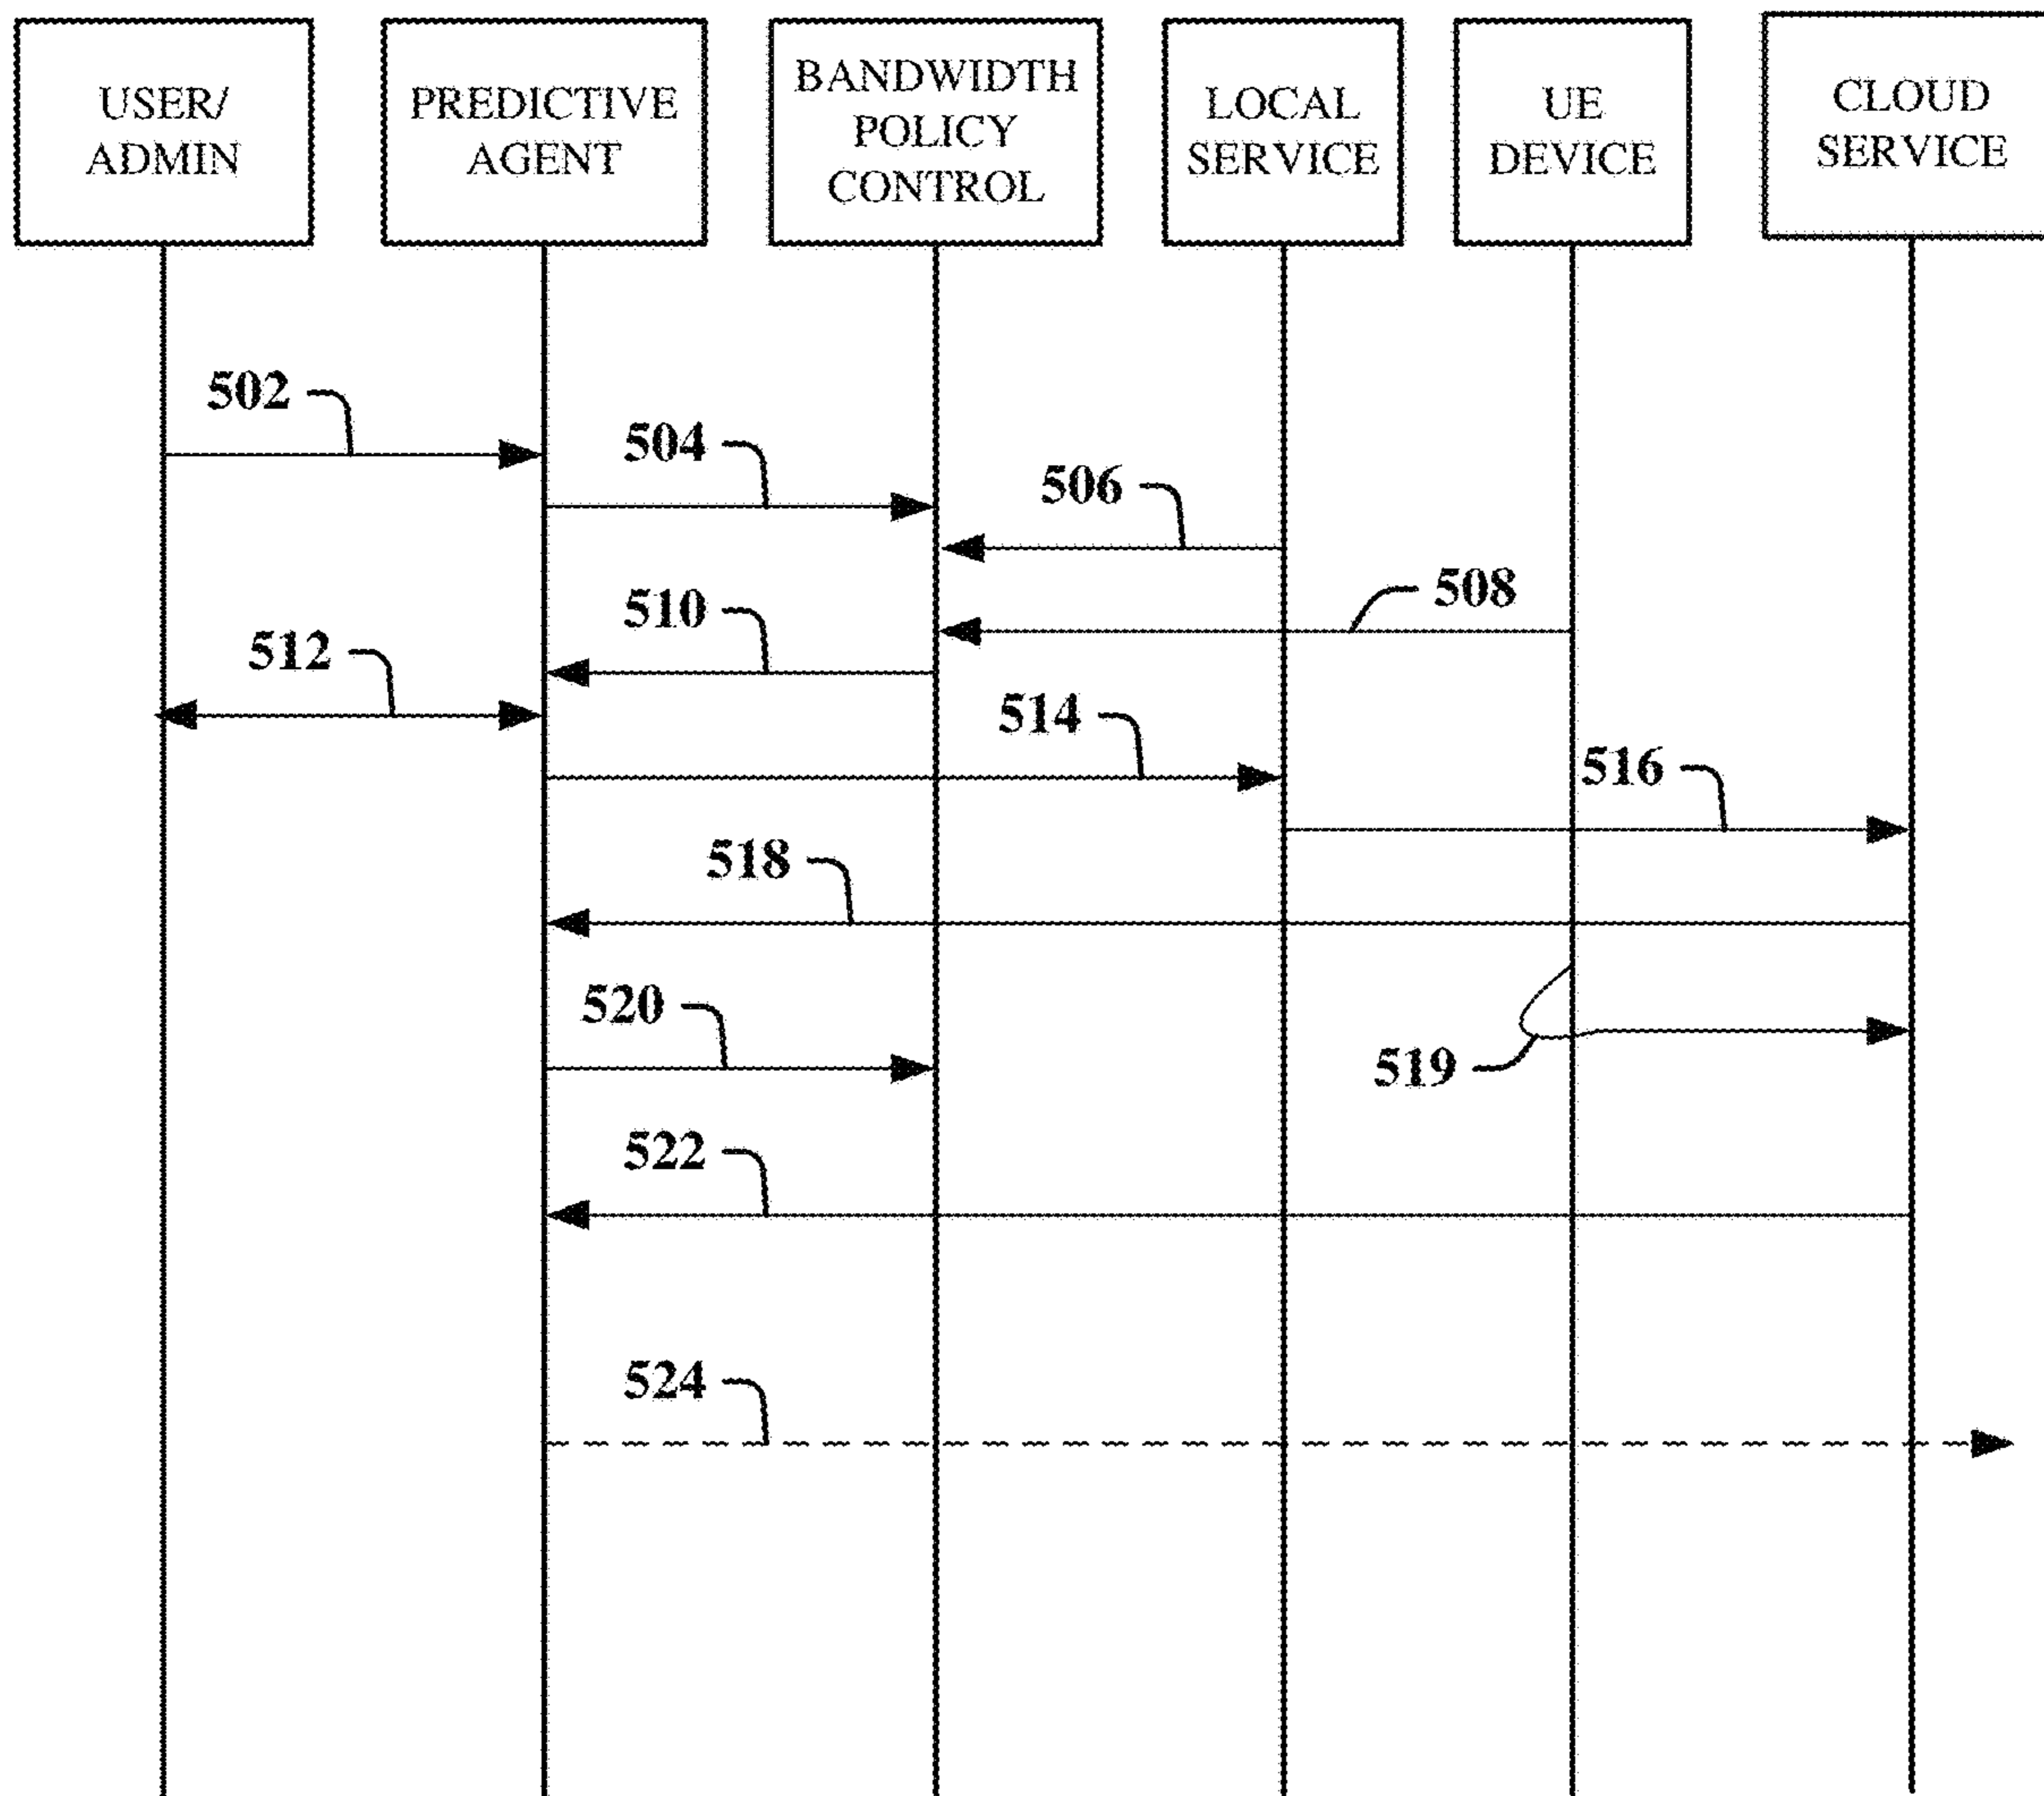 USER/
ADMIN
PREDICTIVE
AGENT
BANDWIDTH
POLICY
CONTROL
LOCAL
SERVICE
UE
DEVICE
CLOUD
SERVICE
502
504
506
508
510
512
514
516
518
519
520
522
524